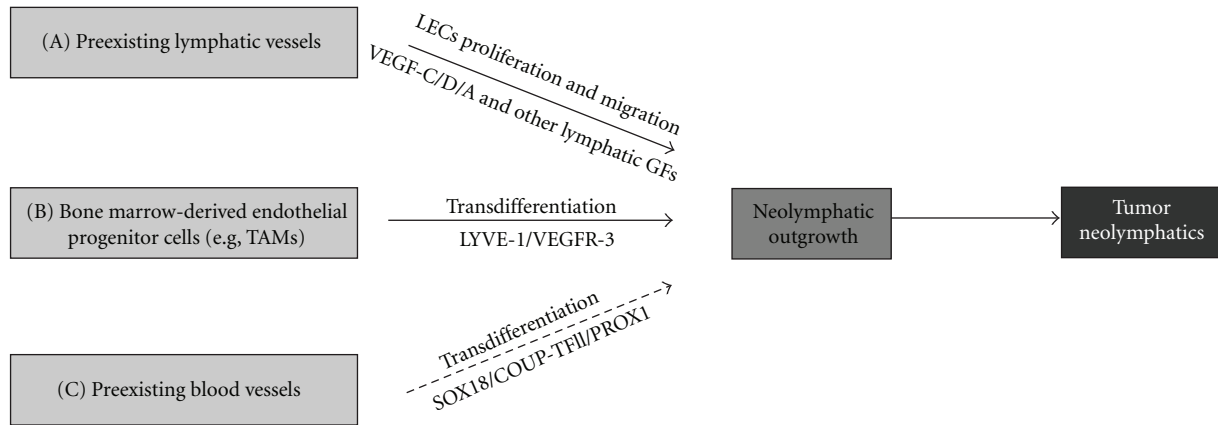 (A) Preexisting lymphatic vessels
LECs proliferation and migration
VEGF-C/D/A and other lymphatic GFs
(B) Bone marrow-derived endothelial
progenitor cells (e.g, TAMs)
Transdifferentiation
LYVE-1/VEGFR-3
Neolymphatic
outgrowth
Tumor
neolymphatics
(C) Preexisting blood vessels
Transdifferentiation
SOX18/COUP-TFII/PROX1